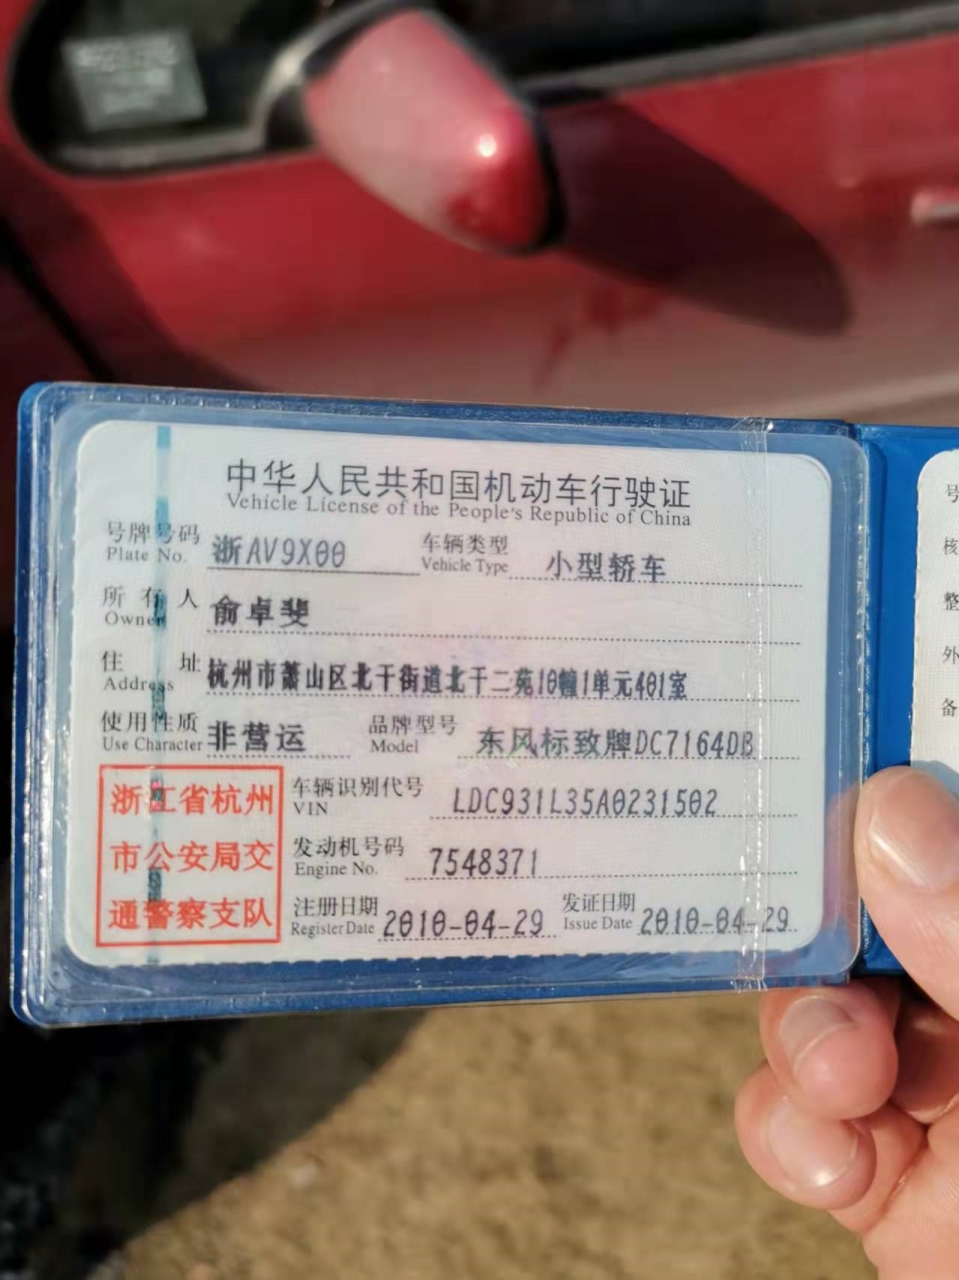 中华人民共和国机动车行驶证
Vehicle License of the People's Republic of China
号牌号码 浙AV9X00 车辆类型 小型轿车
Plate No. Vehicle Type
所有人 俞卓斐
Owner
住址 杭州市萧山区北干街道北干二苑10幢1单元401室
Address
使用性质 非营运 品牌型号 东风标致牌DC7164DB
Use Character Model
浙江省杭州
市公安局交
通警察支队
车辆识别代号 LDC931L35A0231502
VIN
发动机号码 7548371
Engine No.
注册日期 2010-04-29 发证日期 2010-04-29
Register Date Issue Date
号
核
整
外
备